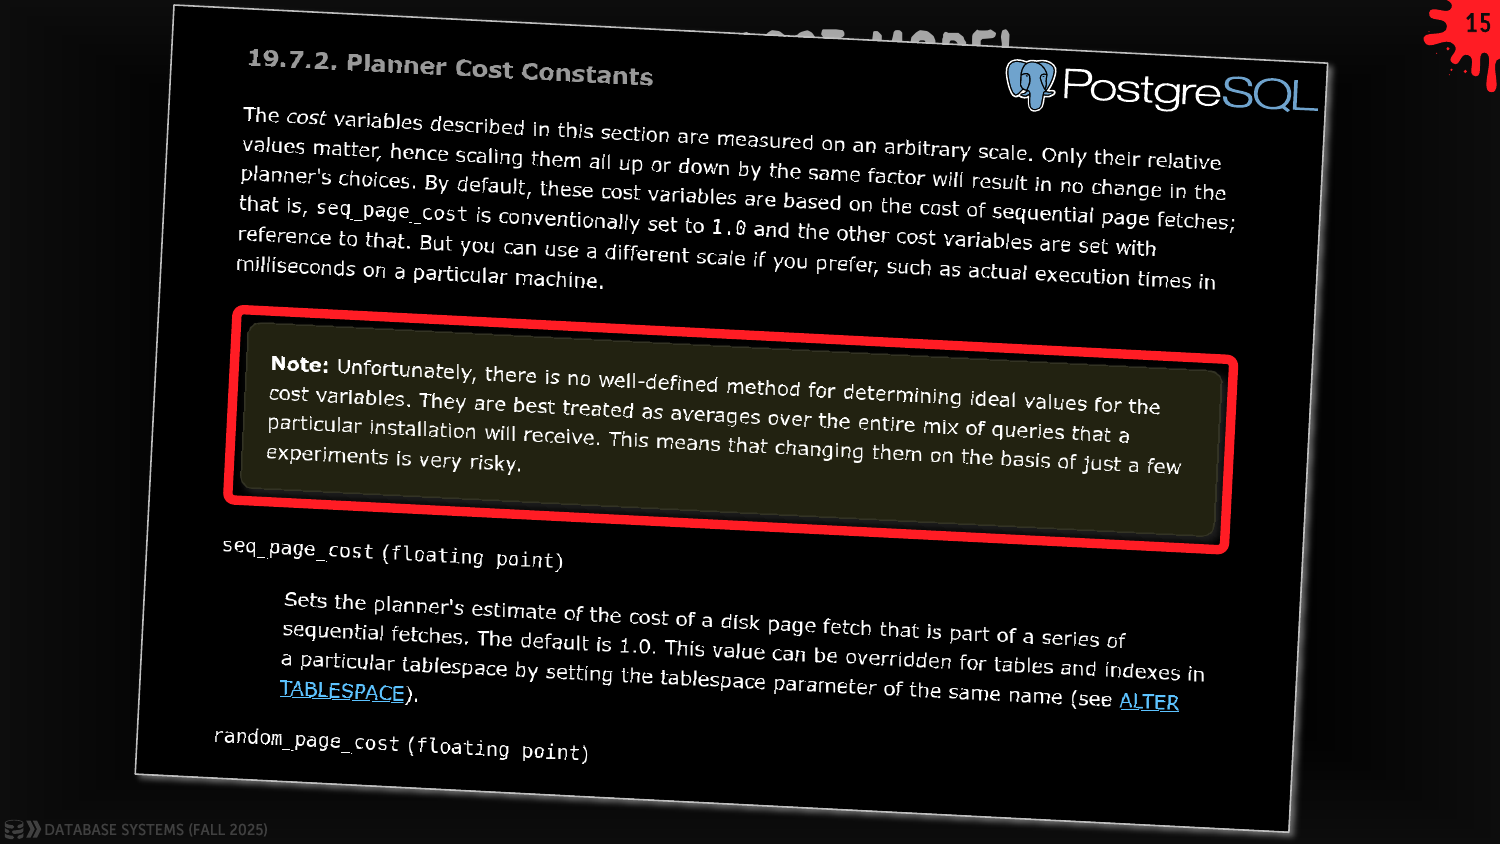 15
19.7.2. Planner Cost Constants
PostgreSQL
The cost variables described in this section are measured on an arbitrary scale. Only their relative
values matter, hence scaling them all up or down by the same factor will result in no change in the
planner's choices. By default, these cost variables are based on the cost of sequential page fetches;
that is, seq_page_cost is conventionally set to 1.0 and the other cost variables are set with
reference to that. But you can use a different scale if you prefer, such as actual execution times in
milliseconds on a particular machine.
Note: Unfortunately, there is no well-defined method for determining ideal values for the
cost variables. They are best treated as averages over the entire mix of queries that a
particular installation will receive. This means that changing them on the basis of just a few
experiments is very risky.
seq_page_cost (floating point)
Sets the planner's estimate of the cost of a disk page fetch that is part of a series of
sequential fetches. The default is 1.0. This value can be overridden for tables and indexes in
a particular tablespace by setting the tablespace parameter of the same name (see ALTER
TABLESPACE).
random_page_cost (floating point)
DATABASE SYSTEMS (FALL 2025)